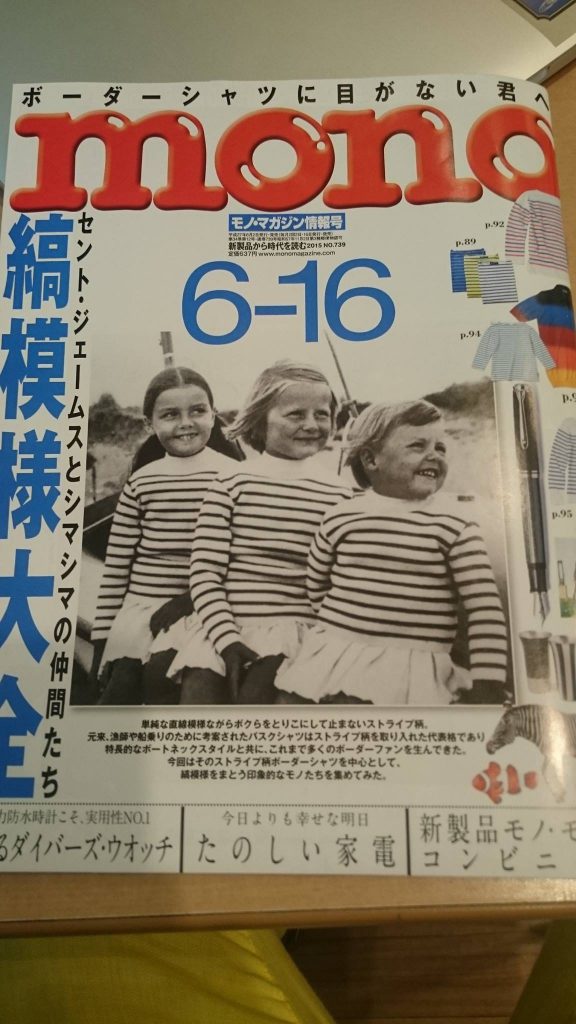 ボーダーシャツに目がない君へ
mono
モノ・マガジン情報号
新製品から時代を読む2015 NO.739
定価637円 www.monomagazine.com
6-16
縞模様大全
セント・ジェームスとシマシマの仲間たち
p.92
p.89
p.94
p.95
単純な直線模様ながらボクらをとりこにして止まないストライプ柄。
元来、漁師や船乗りのために考案されたバスクシャツはストライプ柄を取り入れた代表格であり
特長的なボートネックスタイルと共に、これまで多くのボーダーファンを生んできた。
今回はそのストライプ柄ボーダーシャツを中心として、
縞模様をまとう印象的なモノたちを集めてみた。
力防水時計こそ、実用性NO.1
るダイバーズ・ウオッチ
今日よりも幸せな明日
たのしい家電
新製品モノ・モ
コンビニ